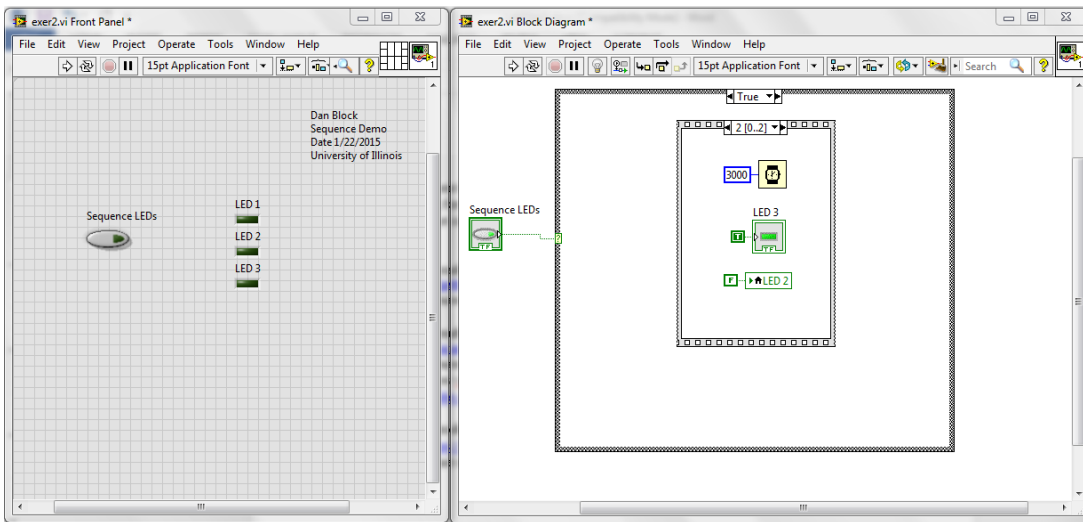 exer2.vi Front Panel *
File Edit View Project Operate Tools Window Help
15pt Application Font
1
Dan Block
Sequence Demo
Date 1/22/2015
University of Illinois
Sequence LEDs
LED 1
LED 2
LED 3
exer2.vi Block Diagram *
File Edit View Project Operate Tools Window Help
15pt Application Font
Search
1
True
2 [0..2]
3000
Sequence LEDs
TF
?
LED 3
T
TF
F
LED 2